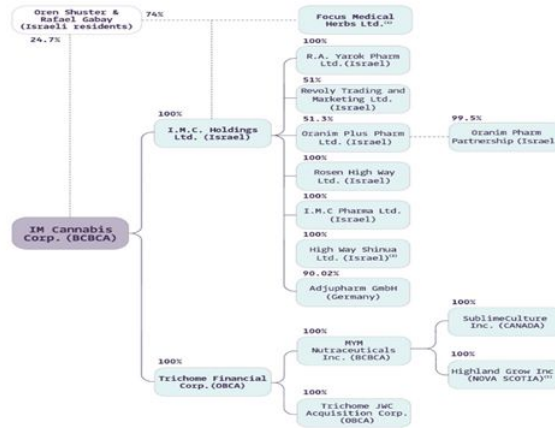 Oren Shuster &
Rafael Gabay
(Israeli residents)
74%
Focus Medical
Herbs Ltd.
24.7%
100%
R.A. Yarok Pharm
Ltd. (Israel)
51%
Revoly Trading and
Marketing Ltd.
(Israel)
100%
I.M.C. Holdings
Ltd. (Israel)
51.3%
Oranim Plus Pharm
Ltd. (Israel)
99.5%
Oranim Pharm
Partnership (Israel
100%
Rosen High Way
Ltd. (Israel)
100%
I.M.C Pharma Ltd.
(Israel)
IM Cannabis
Corp. (BCBCA)
100%
High Way Shinua
Ltd. (Israel)
90.02%
Adjupharm GmbH
(Germany)
100%
Trichome Financial
Corp. (OBCA)
100%
MYM
Nutraceuticals
Inc. (BCBCA)
100%
SublimeCulture
Inc. (CANADA)
100%
Highland Grow Inc
(NOVA SCOTIA)
100%
Trichome JWC
Acquisition Corp.
(OBCA)